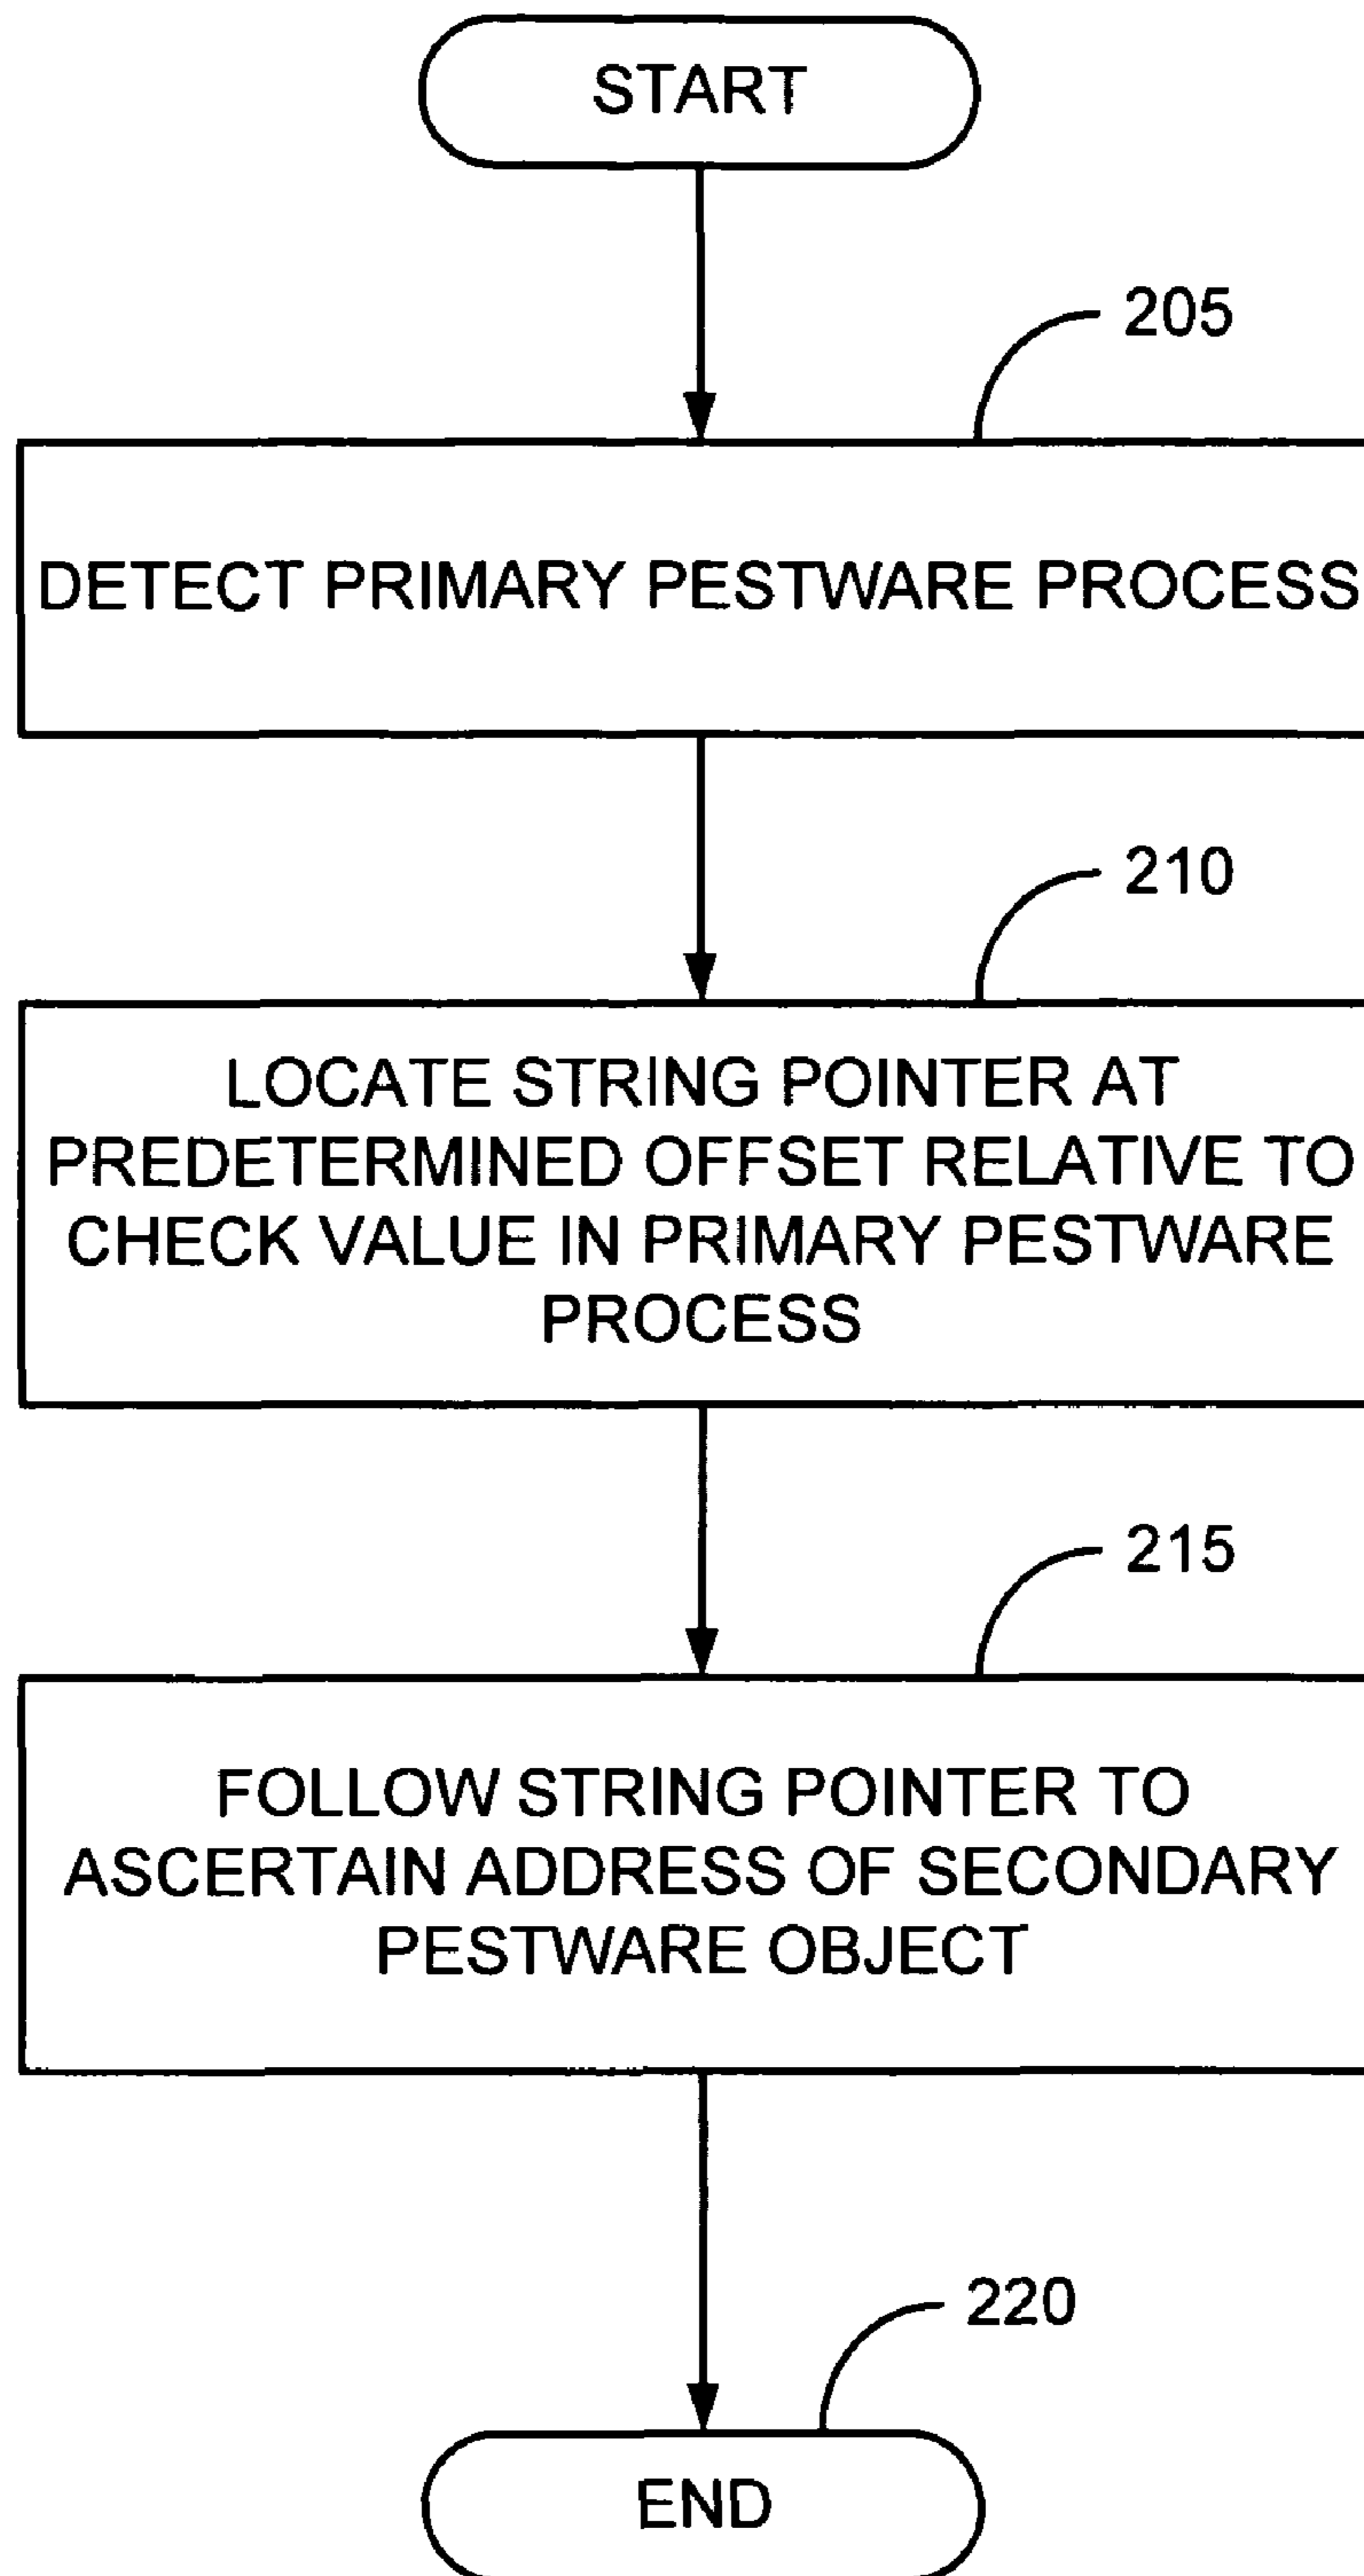 START
205
DETECT PRIMARY PESTWARE PROCESS
210
LOCATE STRING POINTER AT
PREDETERMINED OFFSET RELATIVE TO
CHECK VALUE IN PRIMARY PESTWARE
PROCESS
215
FOLLOW STRING POINTER TO
ASCERTAIN ADDRESS OF SECONDARY
PESTWARE OBJECT
220
END